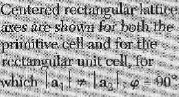 Centered rectangular lattice
axes are shown for both the
primitive cell and for the
rectangular unit cell, for
which |a₁| ≠ |a₂|, φ = 90°